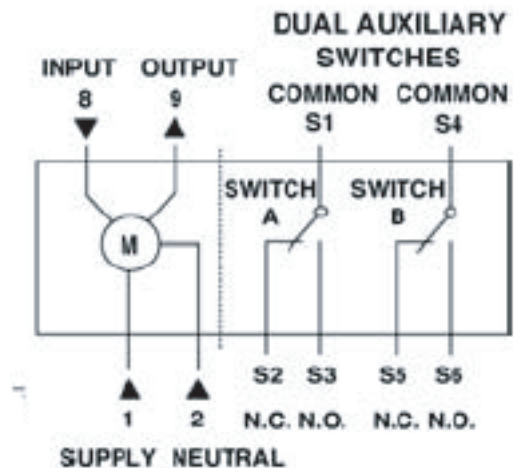 DUAL AUXILIARY
SWITCHES
INPUT OUTPUT
8 9
COMMON COMMON
S1 S4
SWITCH A
SWITCH B
M
S2 S3 S5 S6
1 2
N.C. N.O. N.C. N.O.
SUPPLY NEUTRAL